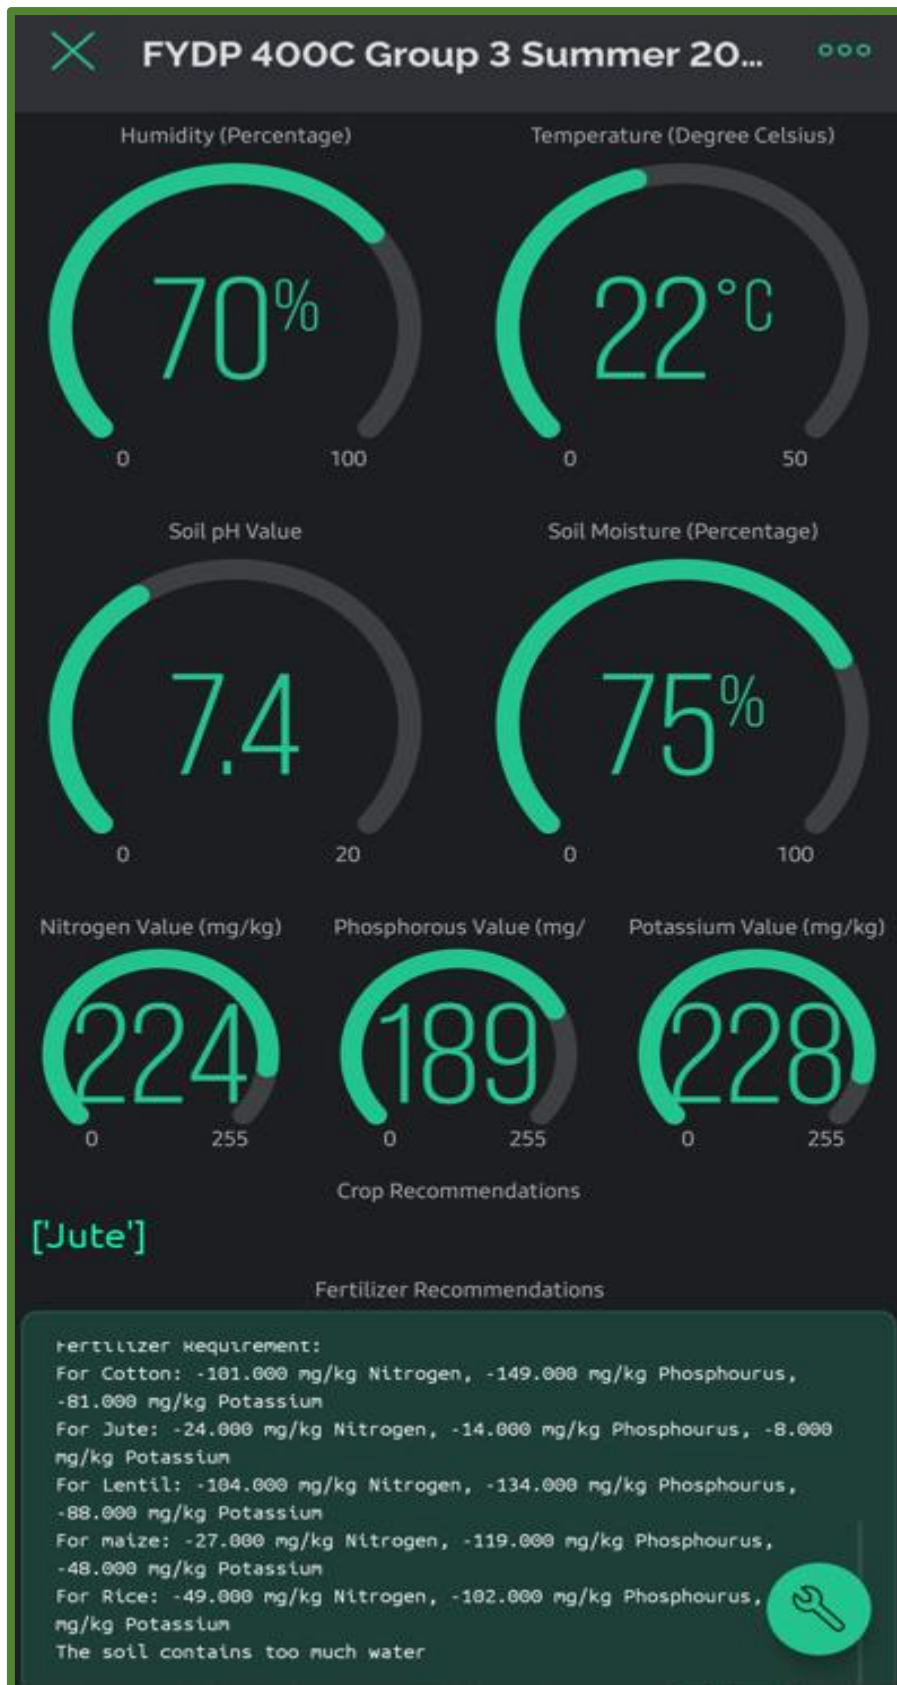 FYDP 400C Group 3 Summer 20...
Humidity (Percentage)
70%
0 100
Temperature (Degree Celsius)
22°C
0 50
Soil pH Value
7.4
0 20
Soil Moisture (Percentage)
75%
0 100
Nitrogen Value (mg/kg)
224
0 255
Phosphorous Value (mg/
189
0 255
Potassium Value (mg/kg)
228
0 255
Crop Recommendations
['Jute']
Fertilizer Recommendations
Fertilizer Requirement:
For Cotton: -101.000 mg/kg Nitrogen, -149.000 mg/kg Phosphourus,
-81.000 mg/kg Potassium
For Jute: -24.000 mg/kg Nitrogen, -14.000 mg/kg Phosphourus, -8.000
mg/kg Potassium
For Lentil: -104.000 mg/kg Nitrogen, -134.000 mg/kg Phosphourus,
-88.000 mg/kg Potassium
For maize: -27.000 mg/kg Nitrogen, -119.000 mg/kg Phosphourus,
-48.000 mg/kg Potassium
For Rice: -49.000 mg/kg Nitrogen, -102.000 mg/kg Phosphourus,
mg/kg Potassium
The soil contains too much water